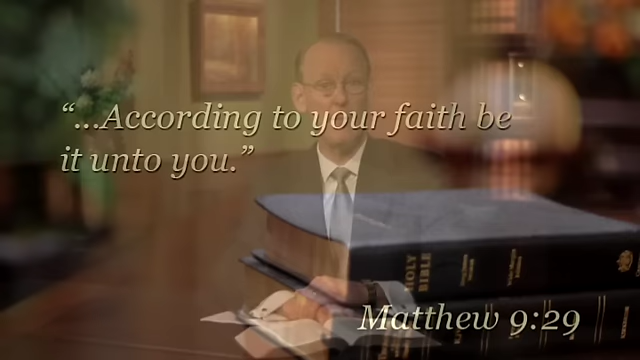 “...According to your faith be
it unto you.”
HOLY
BIBLE
Matthew 9:29